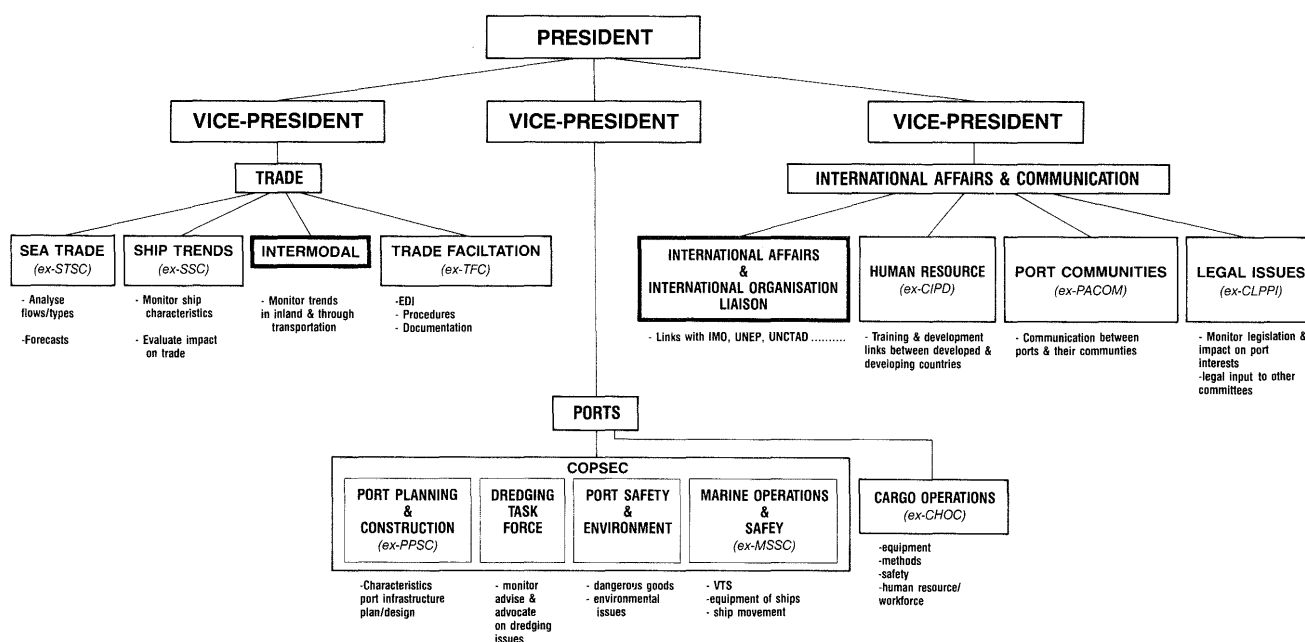 PRESIDENT
VICE-PRESIDENT
VICE-PRESIDENT
VICE-PRESIDENT
TRADE
INTERNATIONAL AFFAIRS & COMMUNICATION
SEA TRADE
(ex-STSC)
- Analyse
flows/types
-Forecasts
SHIP TRENDS
(ex-SSC)
- Monitor ship
characteristics
- Evaluate impact
on trade
INTERMODAL
- Monitor trends
in inland & through
transportation
TRADE FACILTATION
(ex-TFC)
-EDI
- Procedures
- Documentation
INTERNATIONAL AFFAIRS
&
INTERNATIONAL ORGANISATION
LIAISON
- Links with IMO, UNEP, UNCTAD ..........
HUMAN RESOURCE
(ex-CIPD)
- Training & development
links between developed &
developing countries
PORT COMMUNITIES
(ex-PACOM)
- Communication between
ports & their communties
LEGAL ISSUES
(ex-CLPPI)
- Monitor legislation &
impact on port
interests
-legal input to other
committees
PORTS
COPSEC
PORT PLANNING
&
CONSTRUCTION
(ex-PPSC)
-Characteristics
port infrastructure
plan/design
DREDGING
TASK
FORCE
- monitor
advise &
advocate
on dredging
issues
PORT SAFETY
&
ENVIRONMENT
- dangerous goods
- environmental
issues
MARINE OPERATIONS
&
SAFEY
(ex-MSSC)
- VTS
-equipment of ships
- ship movement
CARGO OPERATIONS
(ex-CHOC)
-equipment
-methods
-safety
-human resource/
workforce